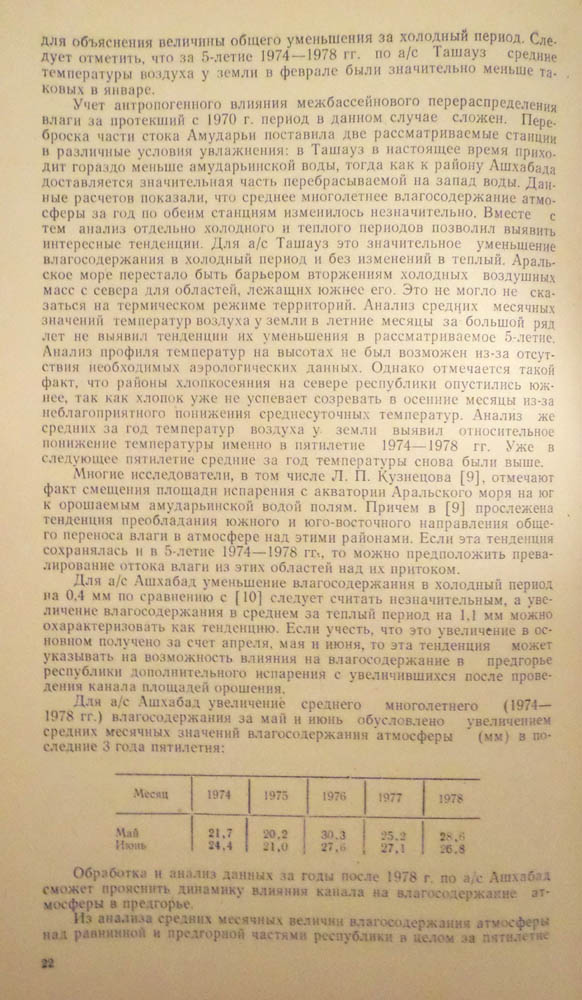 для объяснения величины общего уменьшения за холодный период. Сле-
дует отметить, что за 5-летие 1974—1978 гг. по а/с Ташауз средние
температуры воздуха у земли в феврале были значительно меньше та-
ковых в январе.
Учет антропогенного влияния межбассейнового перераспределения
влаги за протекший с 1970 г. период в данном случае сложен. Пере-
броска части стока Амударьи поставила две рассматриваемые станции
в различные условия увлажнения: в Ташауз в настоящее время прихо-
дит гораздо меньше амударьинской воды, тогда как к району Ашхабада
доставляется значительная часть перебрасываемой на запад воды. Дан-
ные расчетов показали, что среднее многолетнее влагосодержание атмо-
сферы за год по обеим станциям изменилось незначительно. Вместе с
тем анализ отдельно холодного и теплого периодов позволил выявить
интересные тенденции. Для а/с Ташауз это значительное уменьшение
влагосодержания в холодный период и без изменений в теплый. Араль-
ское море перестало быть барьером вторжениям холодных воздушных
масс с севера для областей, лежащих южнее его. Это не могло не ска-
заться на термическом режиме территорий. Анализ средних месячных
значений температур воздуха у земли в летние месяцы за большой ряд
лет не выявил тенденции их уменьшения в рассматриваемое 5-летие.
Анализ профиля температур на высотах не был возможен из-за отсут-
ствия необходимых аэрологических данных. Однако отмечается такой
факт, что районы хлопкосеяния на севере республики опустились юж-
нее, так как хлопок уже не успевает созревать в осенние месяцы из-за
неблагоприятного понижения среднесуточных температур. Анализ же
средних за год температур воздуха у земли выявил относительное
понижение температуры именно в пятилетие 1974—1978 гг. Уже в
следующее пятилетие средние за год температуры снова были выше.
Многие исследователи, в том числе Л. П. Кузнецова [9], отмечают
факт смещения площади испарения с акватории Аральского моря на юг
к орошаемым амударьинской водой полям. Причем в [9] прослежена
тенденция преобладания южного и юго-восточного направления обще-
го переноса влаги в атмосфере над этими районами. Если эта тенденция
сохранялась и в 5-летие 1974—1978 гг., то можно предположить прева-
лирование оттока влаги из этих областей над их притоком.
Для а/с Ашхабад уменьшение влагосодержания в холодный период
на 0,4 мм по сравнению с [10] следует считать незначительным, а уве-
личение влагосодержания в среднем за теплый период на 1,1 мм можно
охарактеризовать как тенденцию. Если учесть, что это увеличение в ос-
новном получено за счет апреля, мая и июня, то эта тенденция может
указывать на возможность влияния на влагосодержание в предгорье
республики дополнительного испарения с увеличившихся после прове-
дения канала площадей орошения.
Для а/с Ашхабад увеличение среднего многолетнего (1974—
1978 гг.) влагосодержания за май и июнь обусловлено увеличением
средних месячных значений влагосодержания атмосферы (мм) в по-
следние 3 года пятилетия:
Месяц 1974 1975 1976 1977 1978
Май 21,7 20,2 30,3 25,2 28,6
Июнь 24,4 21,0 27,6 27,1 26,8
Обработка и анализ данных за годы после 1978 г. по а/с Ашхабад
сможет прояснить динамику влияния канала на влагосодержание ат-
мосферы в предгорье.
Из анализа средних месячных величин влагосодержания атмосферы
над равнинной и предгорной частями республики в целом за пятилетие
22